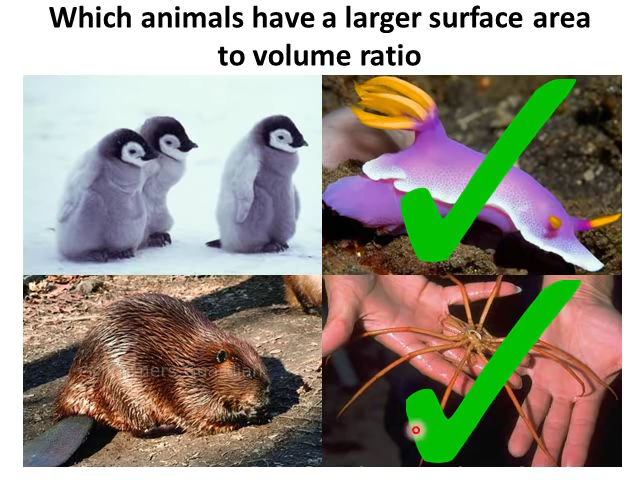 Which animals have a larger surface area
to volume ratio